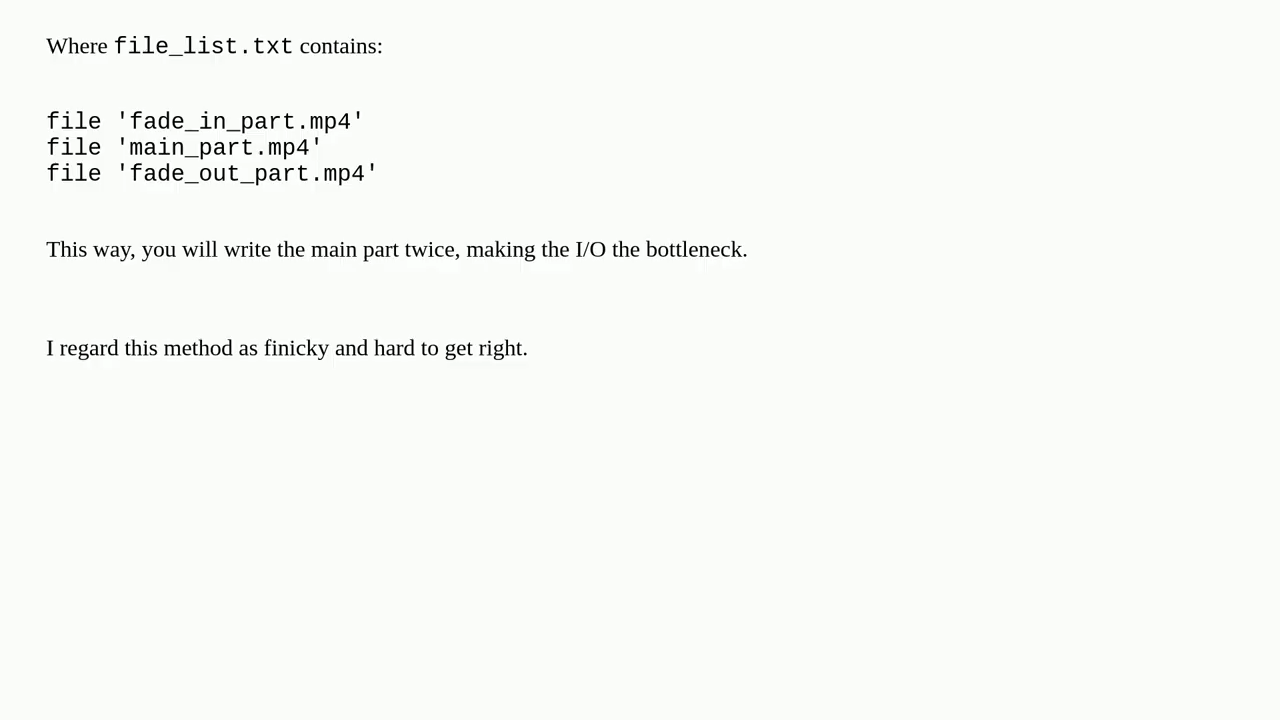 Where file_list.txt contains:
file 'fade_in_part.mp4'
file 'main_part.mp4'
file 'fade_out_part.mp4'
This way, you will write the main part twice, making the I/O the bottleneck.
I regard this method as finicky and hard to get right.